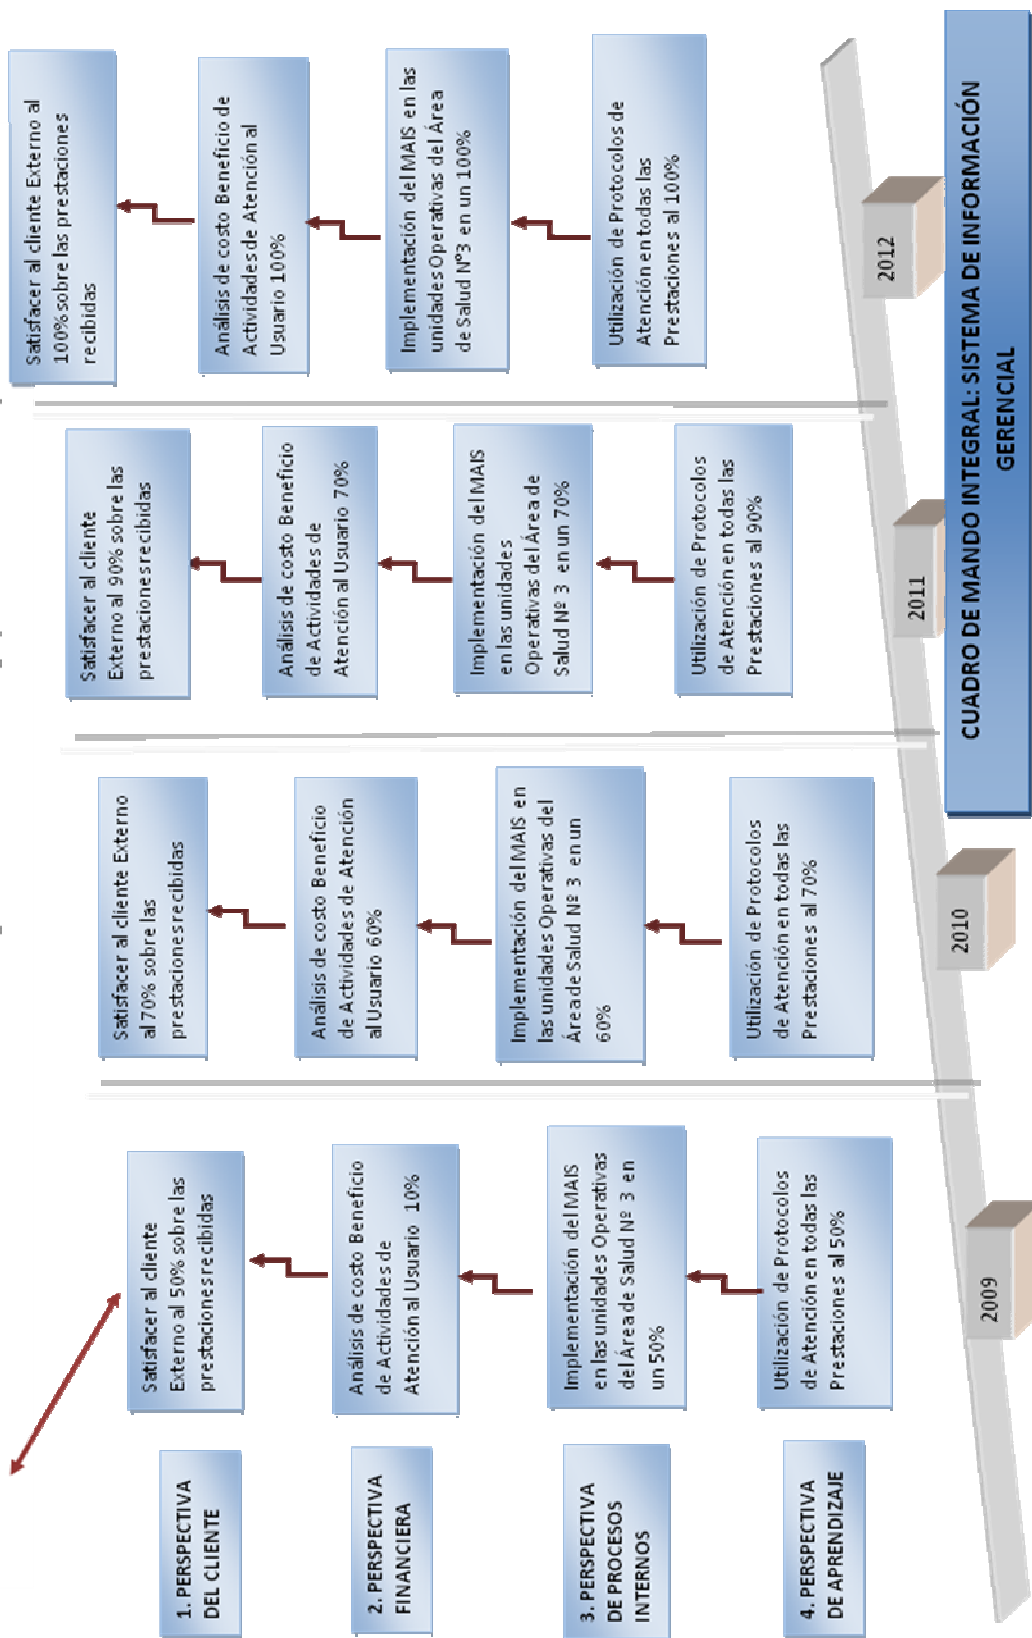 1. PERSPECTIVA
DEL CLIENTE
Satisfacer al cliente
Externo al 50% sobre las
prestaciones recibidas
Satisfacer al cliente Externo
al 70% sobre las
prestaciones recibidas
Satisfacer al cliente
Externo al 90% sobre las
prestaciones recibidas
Satisfacer al cliente Externo al
100% sobre las prestaciones
recibidas
2. PERSPECTIVA
FINANCIERA
Análisis de costo Beneficio
de Actividades de
Atención al Usuario 10%
Análisis de costo Beneficio
de Actividades de Atención
al Usuario 60%
Análisis de costo Beneficio
de Actividades de
Atención al Usuario 70%
Análisis de costo Beneficio de
Actividades de Atención al
Usuario 100%
3. PERSPECTIVA
DE PROCESOS
INTERNOS
Implementación del MAIS
en las unidades Operativas
del Área de Salud Nº 3 en
un 50%
Implementación del MAIS en
las unidades Operativas del
Área de Salud Nº 3 en un
60%
Implementación del MAIS
en las unidades
Operativas del Área de
Salud Nº 3 en un 70%
Implementación del MAIS en las
unidades Operativas del Área
de Salud Nº3 en un 100%
4. PERSPECTIVA
DE APRENDIZAJE
Utilización de Protocolos
de Atención en todas las
Prestaciones al 50%
Utilización de Protocolos
de Atención en todas las
Prestaciones al 70%
Utilización de Protocolos
de Atención en todas las
Prestaciones al 90%
Utilización de Protocolos de
Atención en todas las
Prestaciones al 100%
2009
2010
2011
2012
CUADRO DE MANDO INTEGRAL: SISTEMA DE INFORMACIÓN
GERENCIAL